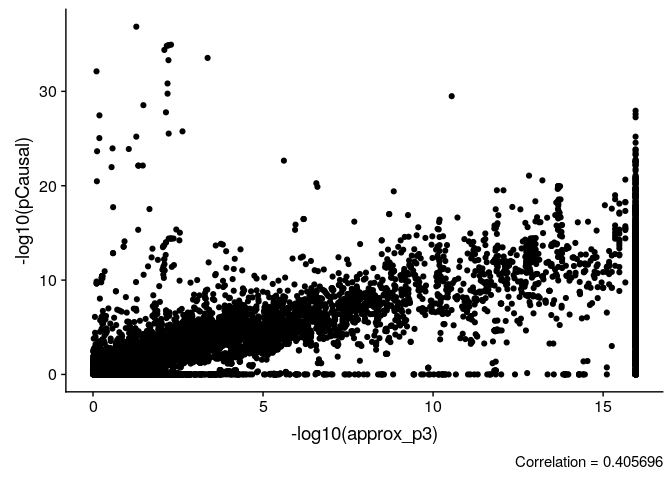 -log10(pCausal)
30
20
10
0
0 5 10 15
-log10(approx_p3)
Correlation = 0.405696